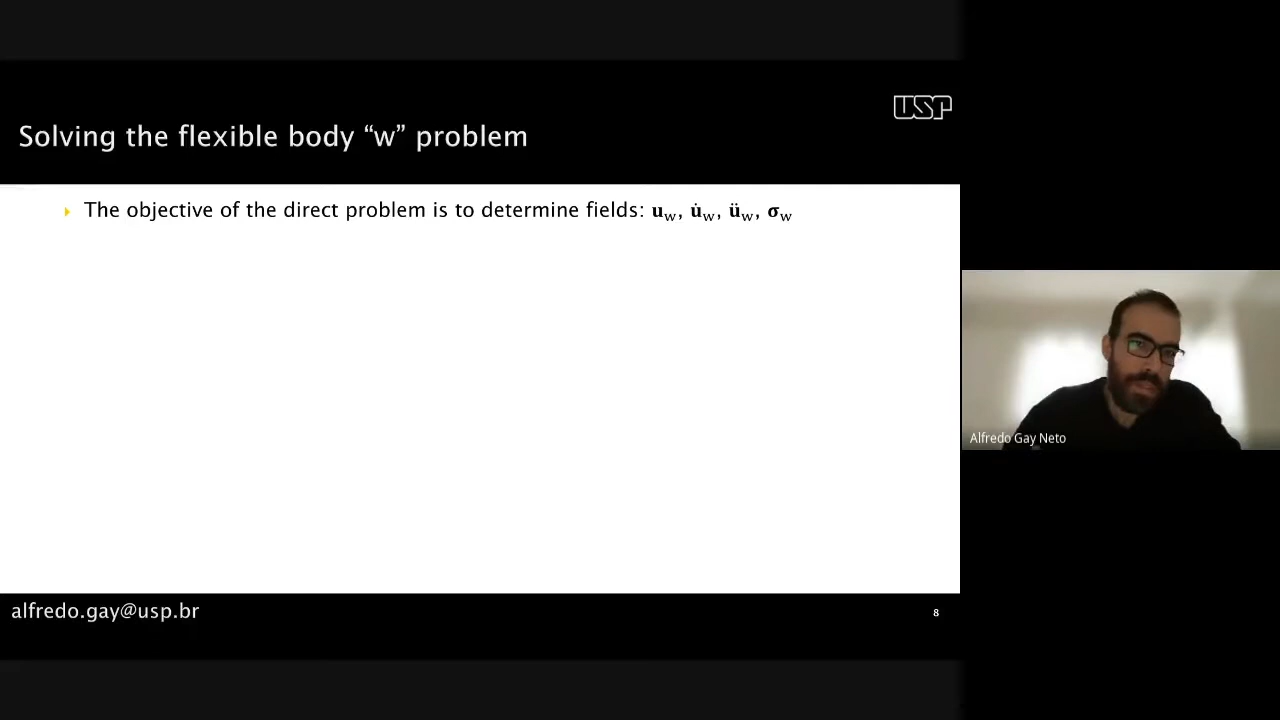 USP
Solving the flexible body “w” problem
The objective of the direct problem is to determine fields: 𝐮w, 𝐮̇w, 𝐮̈w, 𝛔w
Alfredo Gay Neto
alfredo.gay@usp.br
8